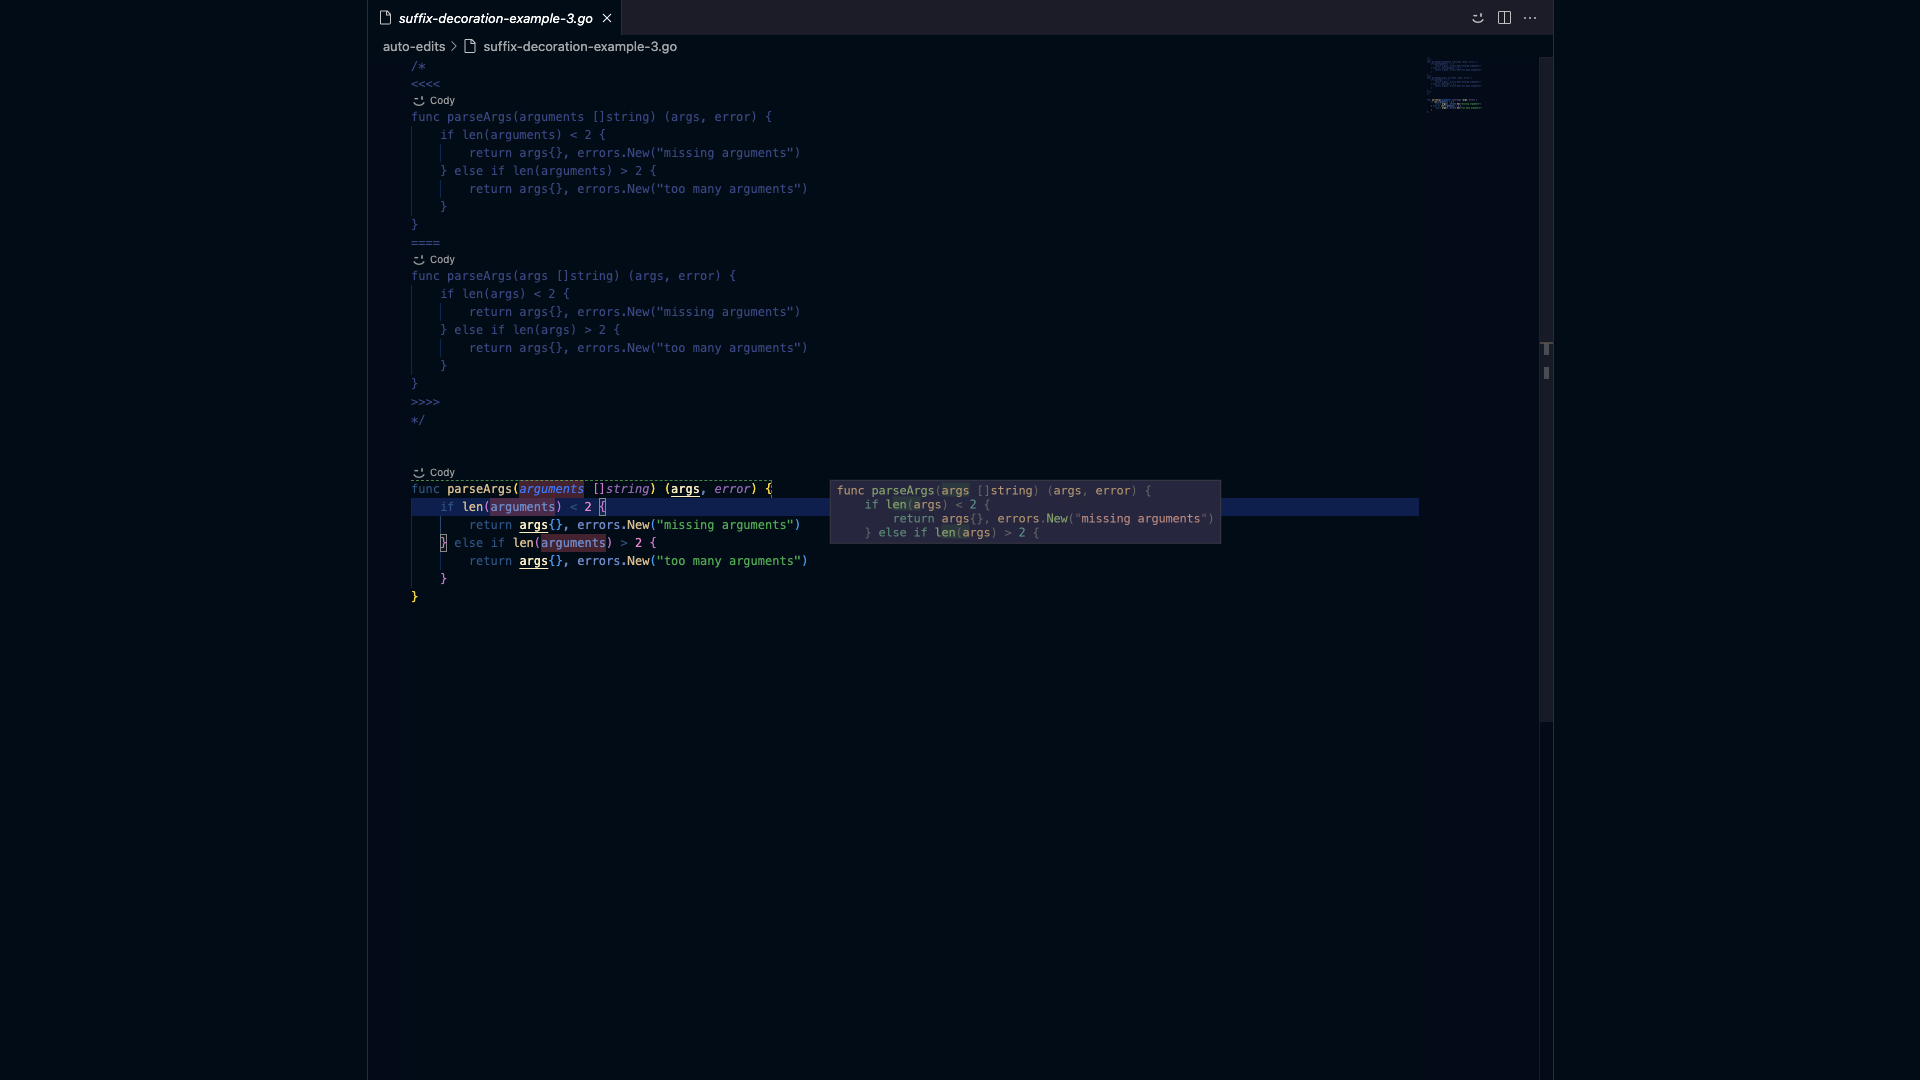 suffix-decoration-example-3.go
auto-edits > suffix-decoration-example-3.go
/*
<<<<
Cody
func parseArgs(arguments []string) (args, error) {
    if len(arguments) < 2 {
        return args{}, errors.New("missing arguments")
    } else if len(arguments) > 2 {
        return args{}, errors.New("too many arguments")
    }
}
====
Cody
func parseArgs(args []string) (args, error) {
    if len(args) < 2 {
        return args{}, errors.New("missing arguments")
    } else if len(args) > 2 {
        return args{}, errors.New("too many arguments")
    }
}
>>>>
*/
Cody
func parseArgs(arguments []string) (args, error) {
    if len(arguments) < 2 {
        return args{}, errors.New("missing arguments")
    } else if len(arguments) > 2 {
        return args{}, errors.New("too many arguments")
    }
}
func parseArgs(args []string) (args, error) {
    if len(args) < 2 {
        return args{}, errors.New("missing arguments")
    } else if len(args) > 2 {